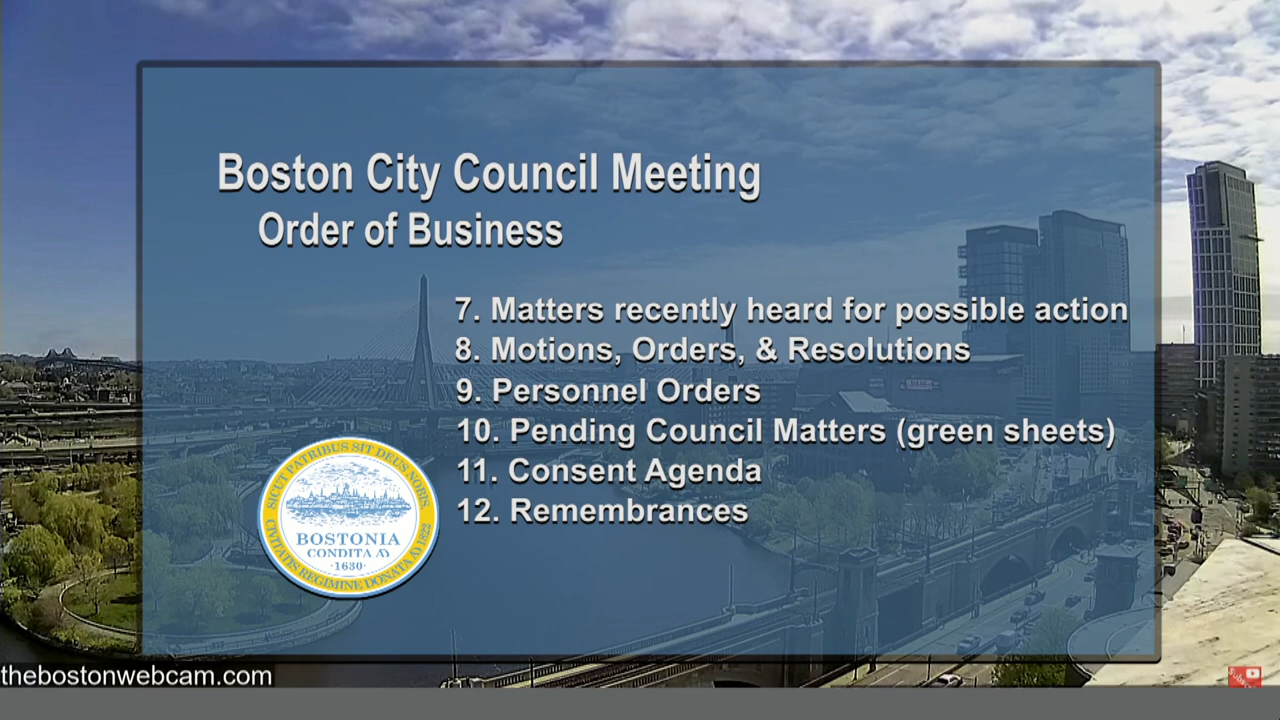 Boston City Council Meeting
Order of Business
7. Matters recently heard for possible action
8. Motions, Orders, & Resolutions
9. Personnel Orders
10. Pending Council Matters (green sheets)
11. Consent Agenda
12. Remembrances
SICUT PATRIBUS SIT DEUS NOBIS
BOSTONIA
CONDITA AD
·1630·
CIVITATIS REGIMINE DONATA AD 1822
thebostonwebcam.com